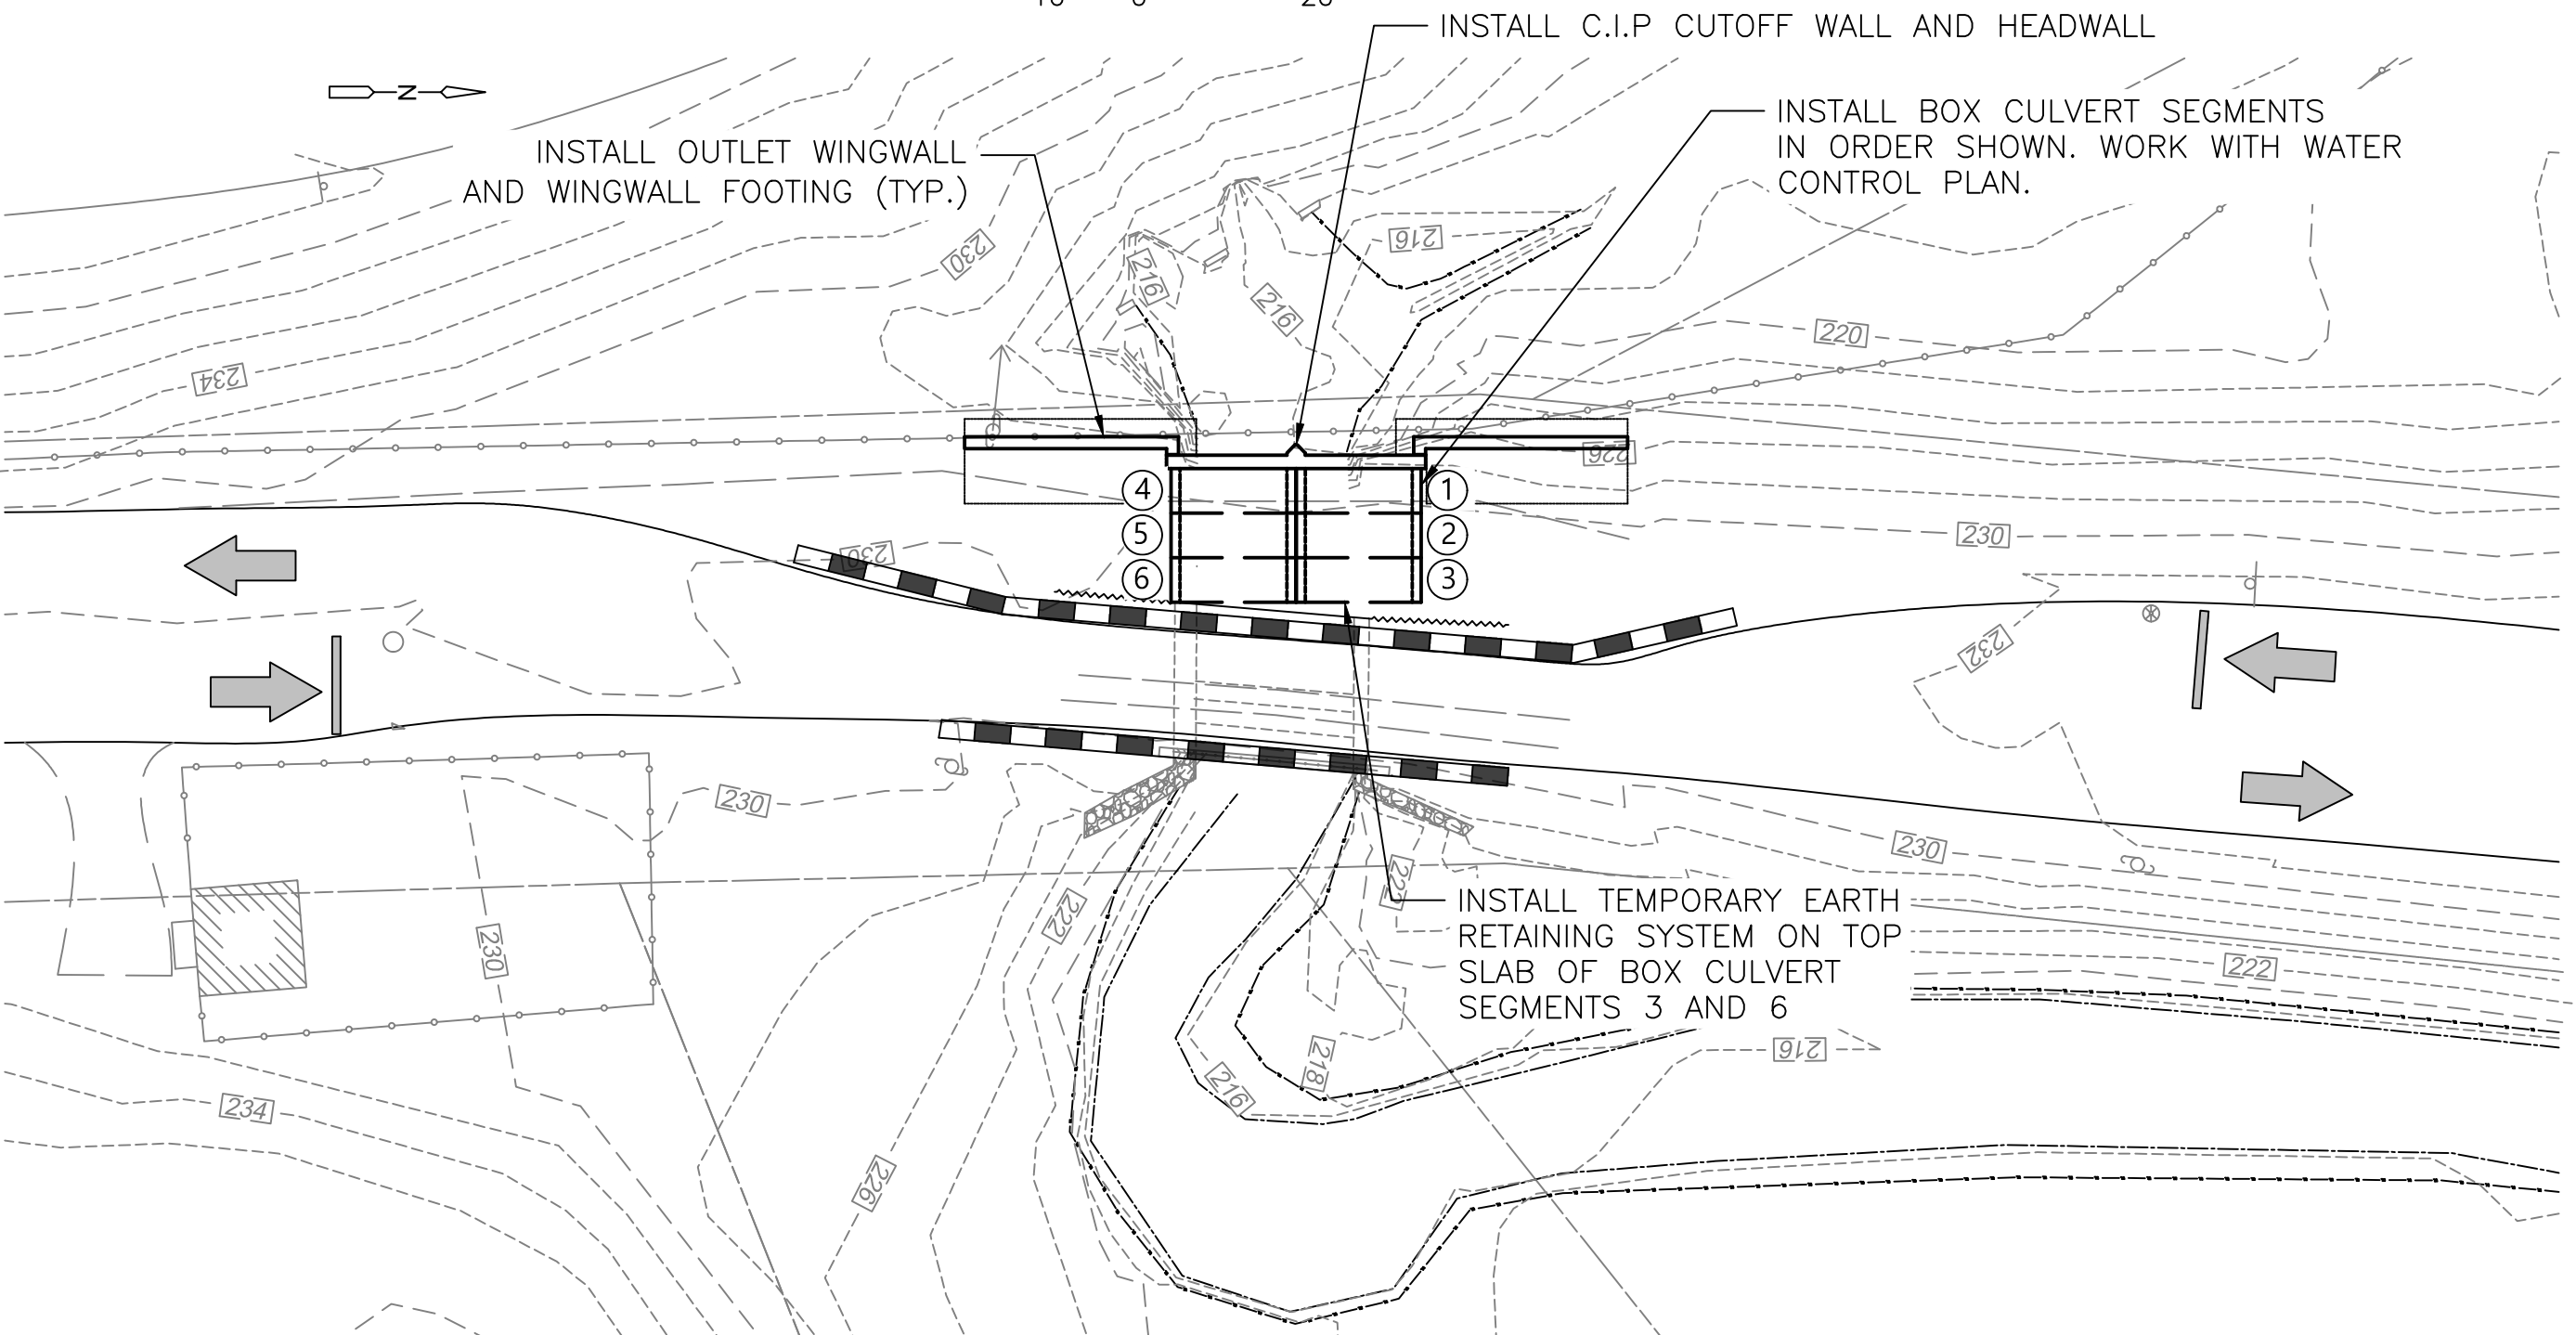 INSTALL C.I.P CUTOFF WALL AND HEADWALL
N
INSTALL BOX CULVERT SEGMENTS
IN ORDER SHOWN. WORK WITH WATER
CONTROL PLAN.
INSTALL OUTLET WINGWALL
AND WINGWALL FOOTING (TYP.)
230
216
216
216
220
234
226
4
1
5
2
6
3
230
230
232
230
230
222
222
INSTALL TEMPORARY EARTH
RETAINING SYSTEM ON TOP
SLAB OF BOX CULVERT
SEGMENTS 3 AND 6
230
222
218
216
216
234
226